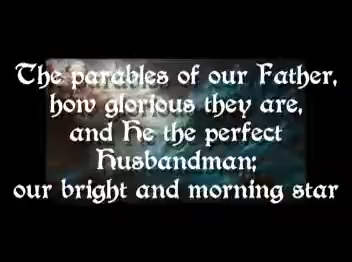 The parables of our Father,
how glorious they are,
and He the perfect
Husbandman;
our bright and morning star